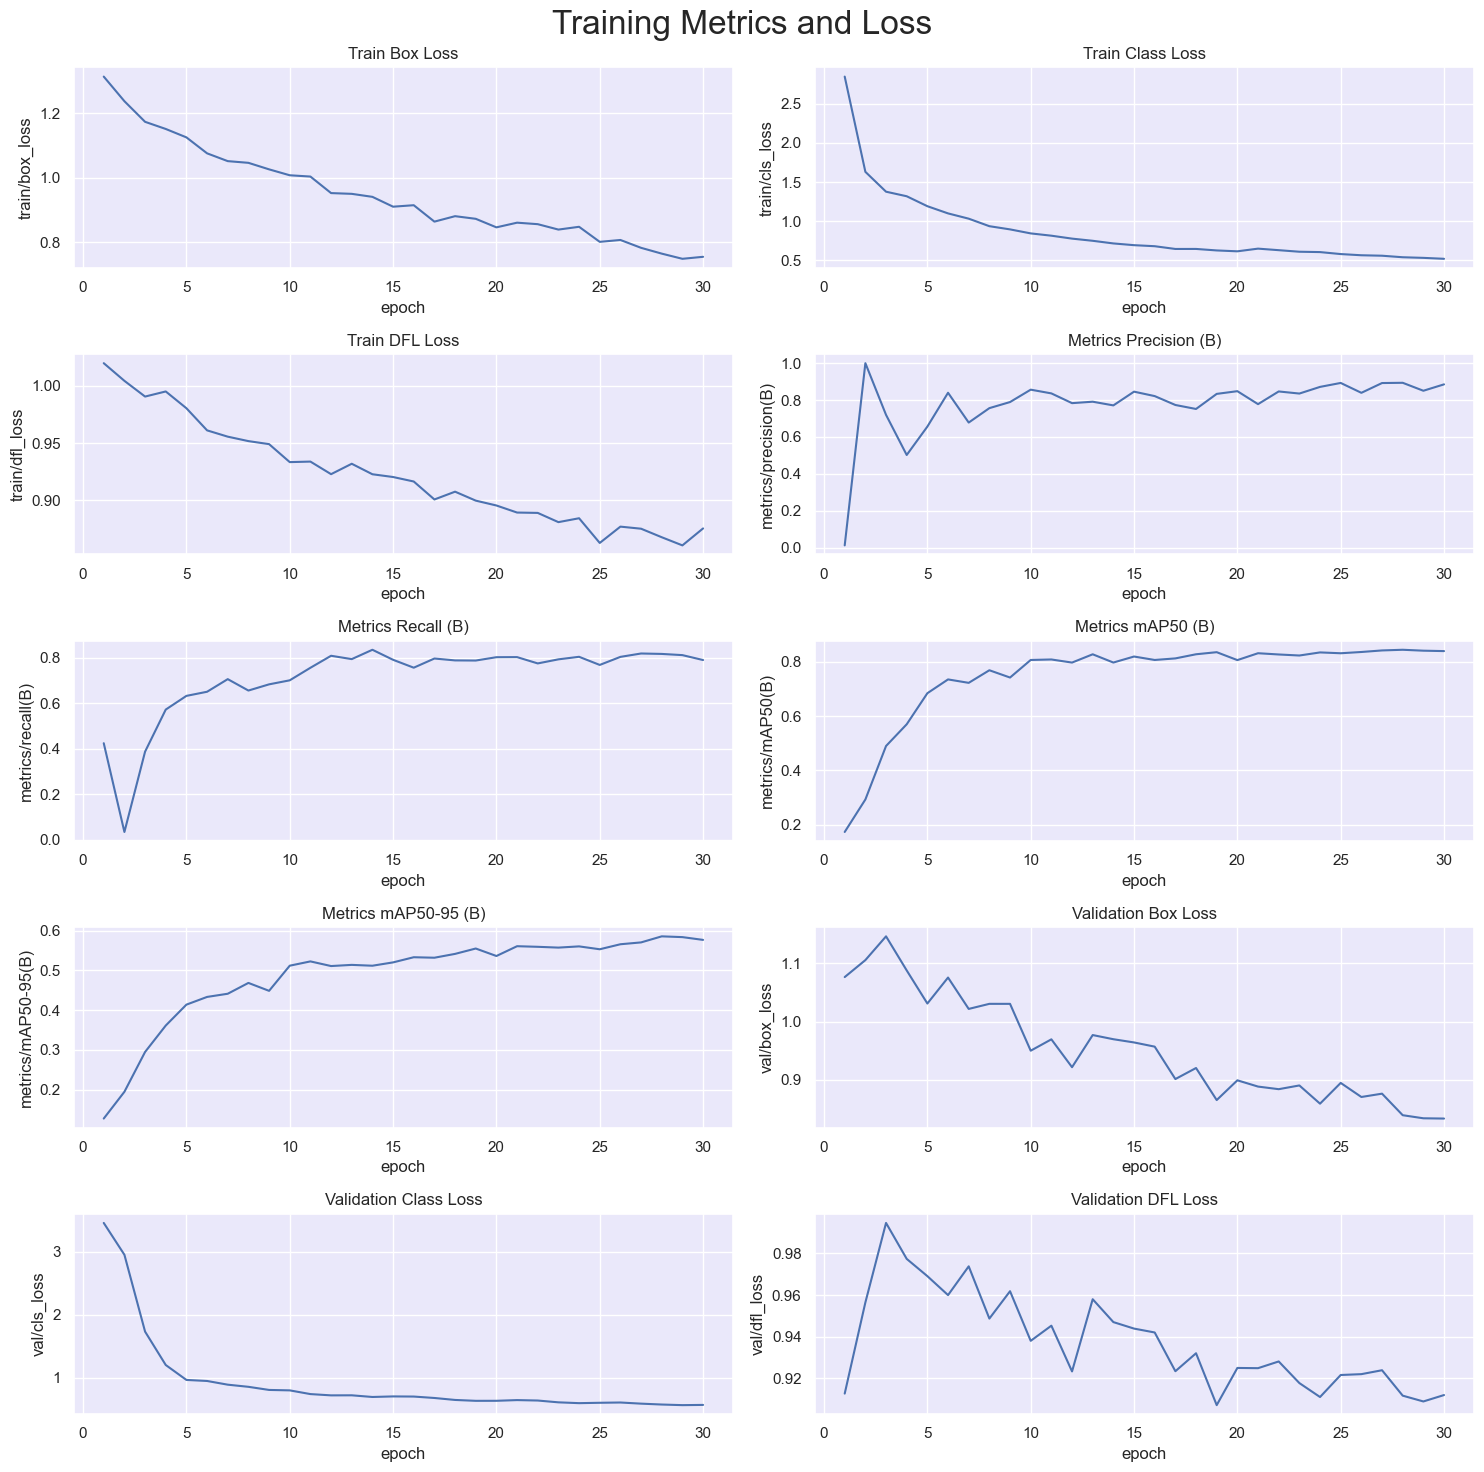 Training Metrics and Loss
Train Box Loss
train/box_loss
1.2
1.0
0.8
0 5 10 15 20 25 30
epoch
Train Class Loss
train/cls_loss
2.5
2.0
1.5
1.0
0.5
0 5 10 15 20 25 30
epoch
Train DFL Loss
train/dfl_loss
1.00
0.95
0.90
0 5 10 15 20 25 30
epoch
Metrics Precision (B)
metrics/precision(B)
1.0
0.8
0.6
0.4
0.2
0.0
0 5 10 15 20 25 30
epoch
Metrics Recall (B)
metrics/recall(B)
0.8
0.6
0.4
0.2
0.0
0 5 10 15 20 25 30
epoch
Metrics mAP50 (B)
metrics/mAP50(B)
0.8
0.6
0.4
0.2
0 5 10 15 20 25 30
epoch
Metrics mAP50-95 (B)
metrics/mAP50-95(B)
0.6
0.5
0.4
0.3
0.2
0 5 10 15 20 25 30
epoch
Validation Box Loss
val/box_loss
1.1
1.0
0.9
0 5 10 15 20 25 30
epoch
Validation Class Loss
val/cls_loss
3
2
1
0 5 10 15 20 25 30
epoch
Validation DFL Loss
val/dfl_loss
0.98
0.96
0.94
0.92
0 5 10 15 20 25 30
epoch